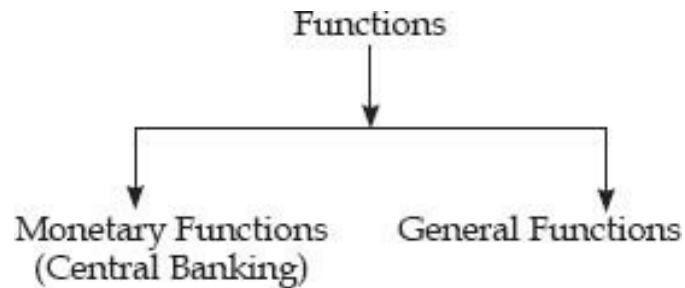 Functions
Monetary Functions
(Central Banking)
General Functions